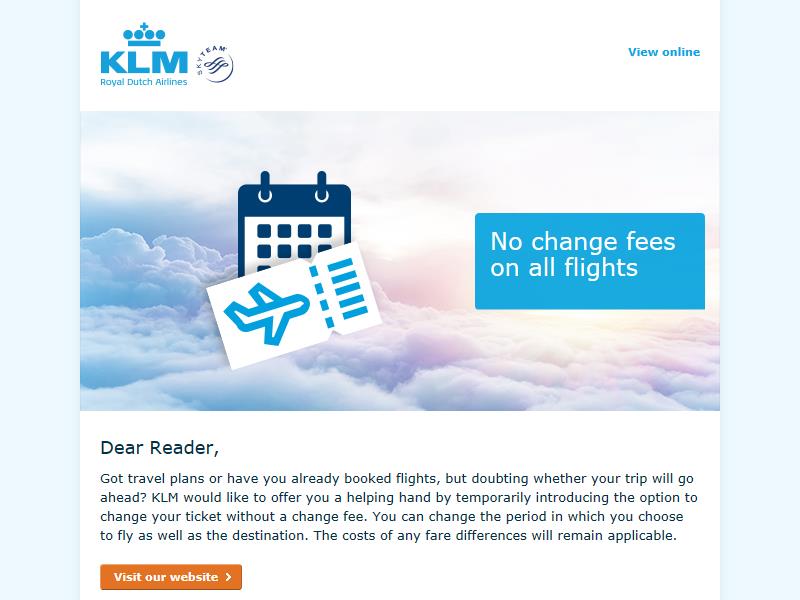 KLM
Royal Dutch Airlines
SKYTEAM
View online
No change fees
on all flights
Dear Reader,
Got travel plans or have you already booked flights, but doubting whether your trip will go
ahead? KLM would like to offer you a helping hand by temporarily introducing the option to
change your ticket without a change fee. You can change the period in which you choose
to fly as well as the destination. The costs of any fare differences will remain applicable.
Visit our website